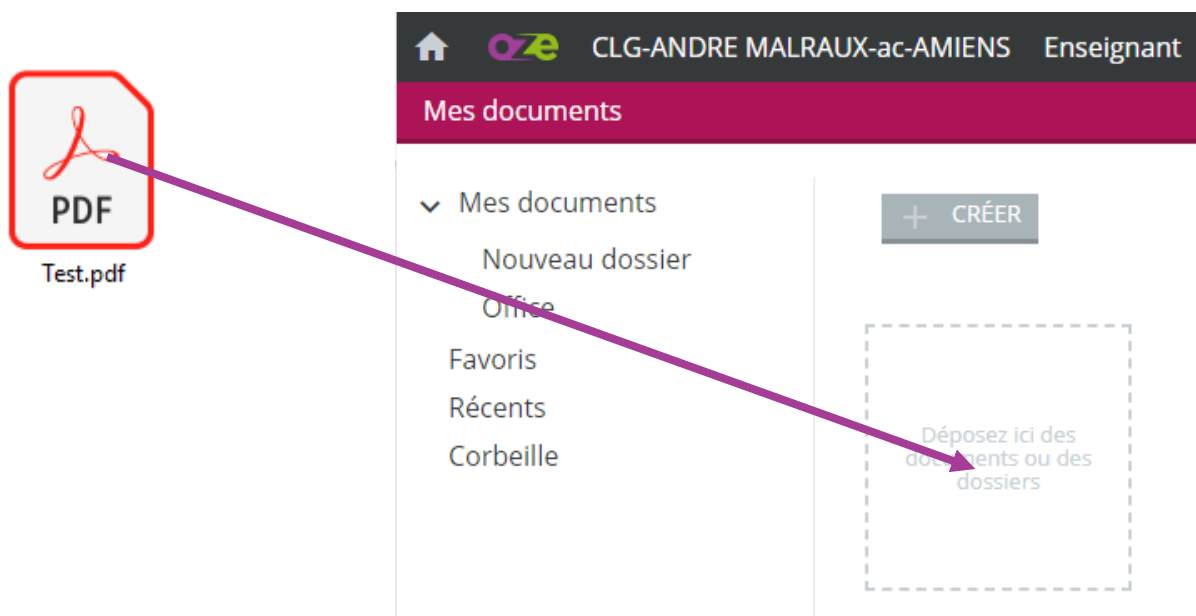 PDF
Test.pdf
oze CLG-ANDRE MALRAUX-ac-AMIENS Enseignant
Mes documents
Mes documents
Nouveau dossier
Office
Favoris
Récents
Corbeille
+ CRÉER
Déposez ici des
documents ou des
dossiers